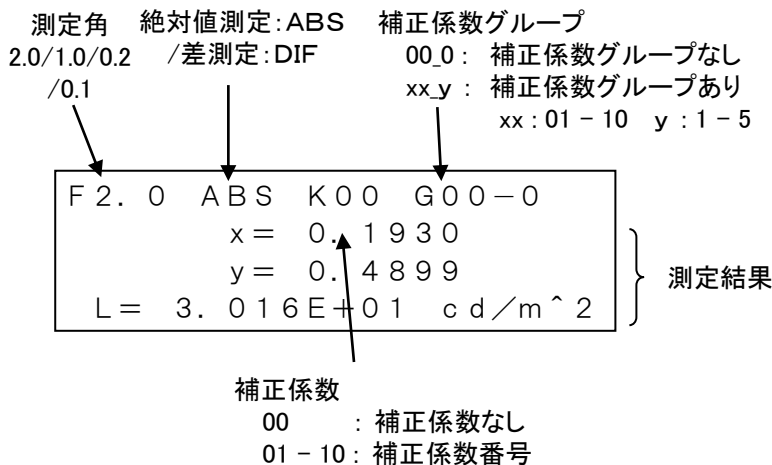 測定角
2.0/1.0/0.2
/0.1
絶対値測定：ABS
/差測定：DIF
補正係数グループ
00_0 : 補正係数グループなし
xx_y : 補正係数グループあり
xx : 01 - 10 y : 1 - 5
F2.0 ABS K00 G00-0
x= 0.1930
y= 0.4899
L= 3.016E+01 cd/m^2
測定結果
補正係数
00 : 補正係数なし
01 - 10 : 補正係数番号